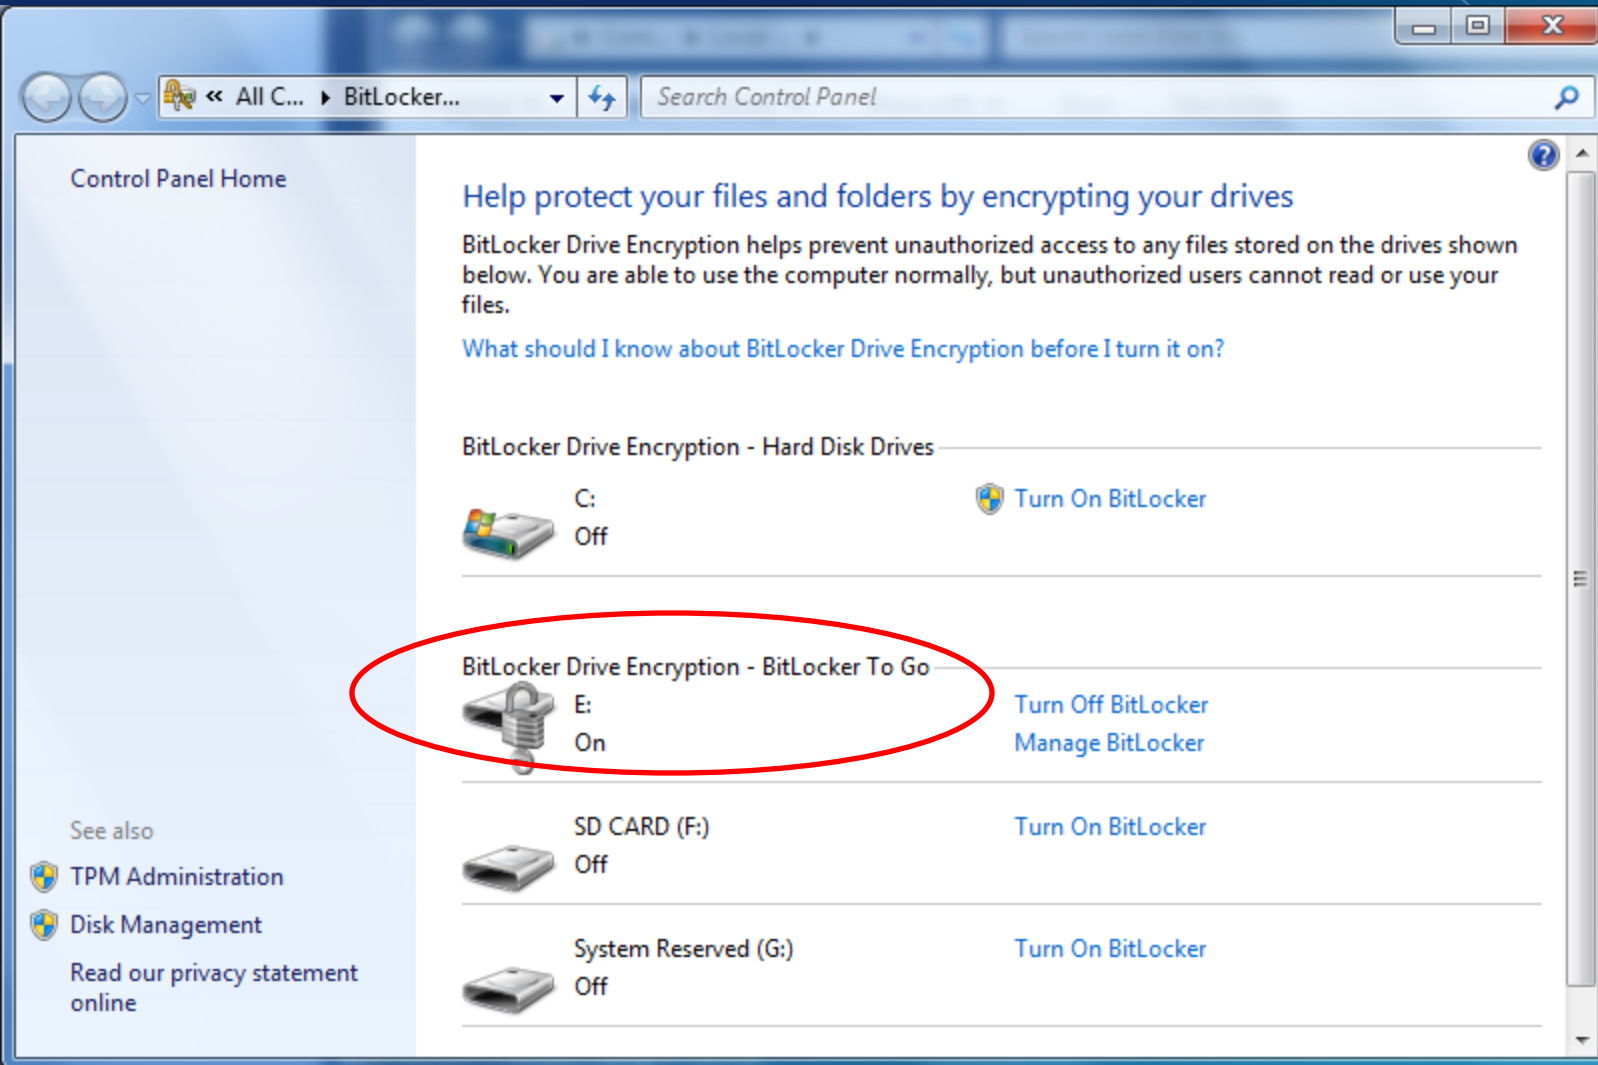 « All C... ▸ BitLocker...
Search Control Panel
Control Panel Home
Help protect your files and folders by encrypting your drives
BitLocker Drive Encryption helps prevent unauthorized access to any files stored on the drives shown
below. You are able to use the computer normally, but unauthorized users cannot read or use your
files.
What should I know about BitLocker Drive Encryption before I turn it on?
BitLocker Drive Encryption - Hard Disk Drives
C:
Turn On BitLocker
Off
BitLocker Drive Encryption - BitLocker To Go
E:
Turn Off BitLocker
On
Manage BitLocker
SD CARD (F:)
Turn On BitLocker
Off
System Reserved (G:)
Turn On BitLocker
Off
See also
TPM Administration
Disk Management
Read our privacy statement
online